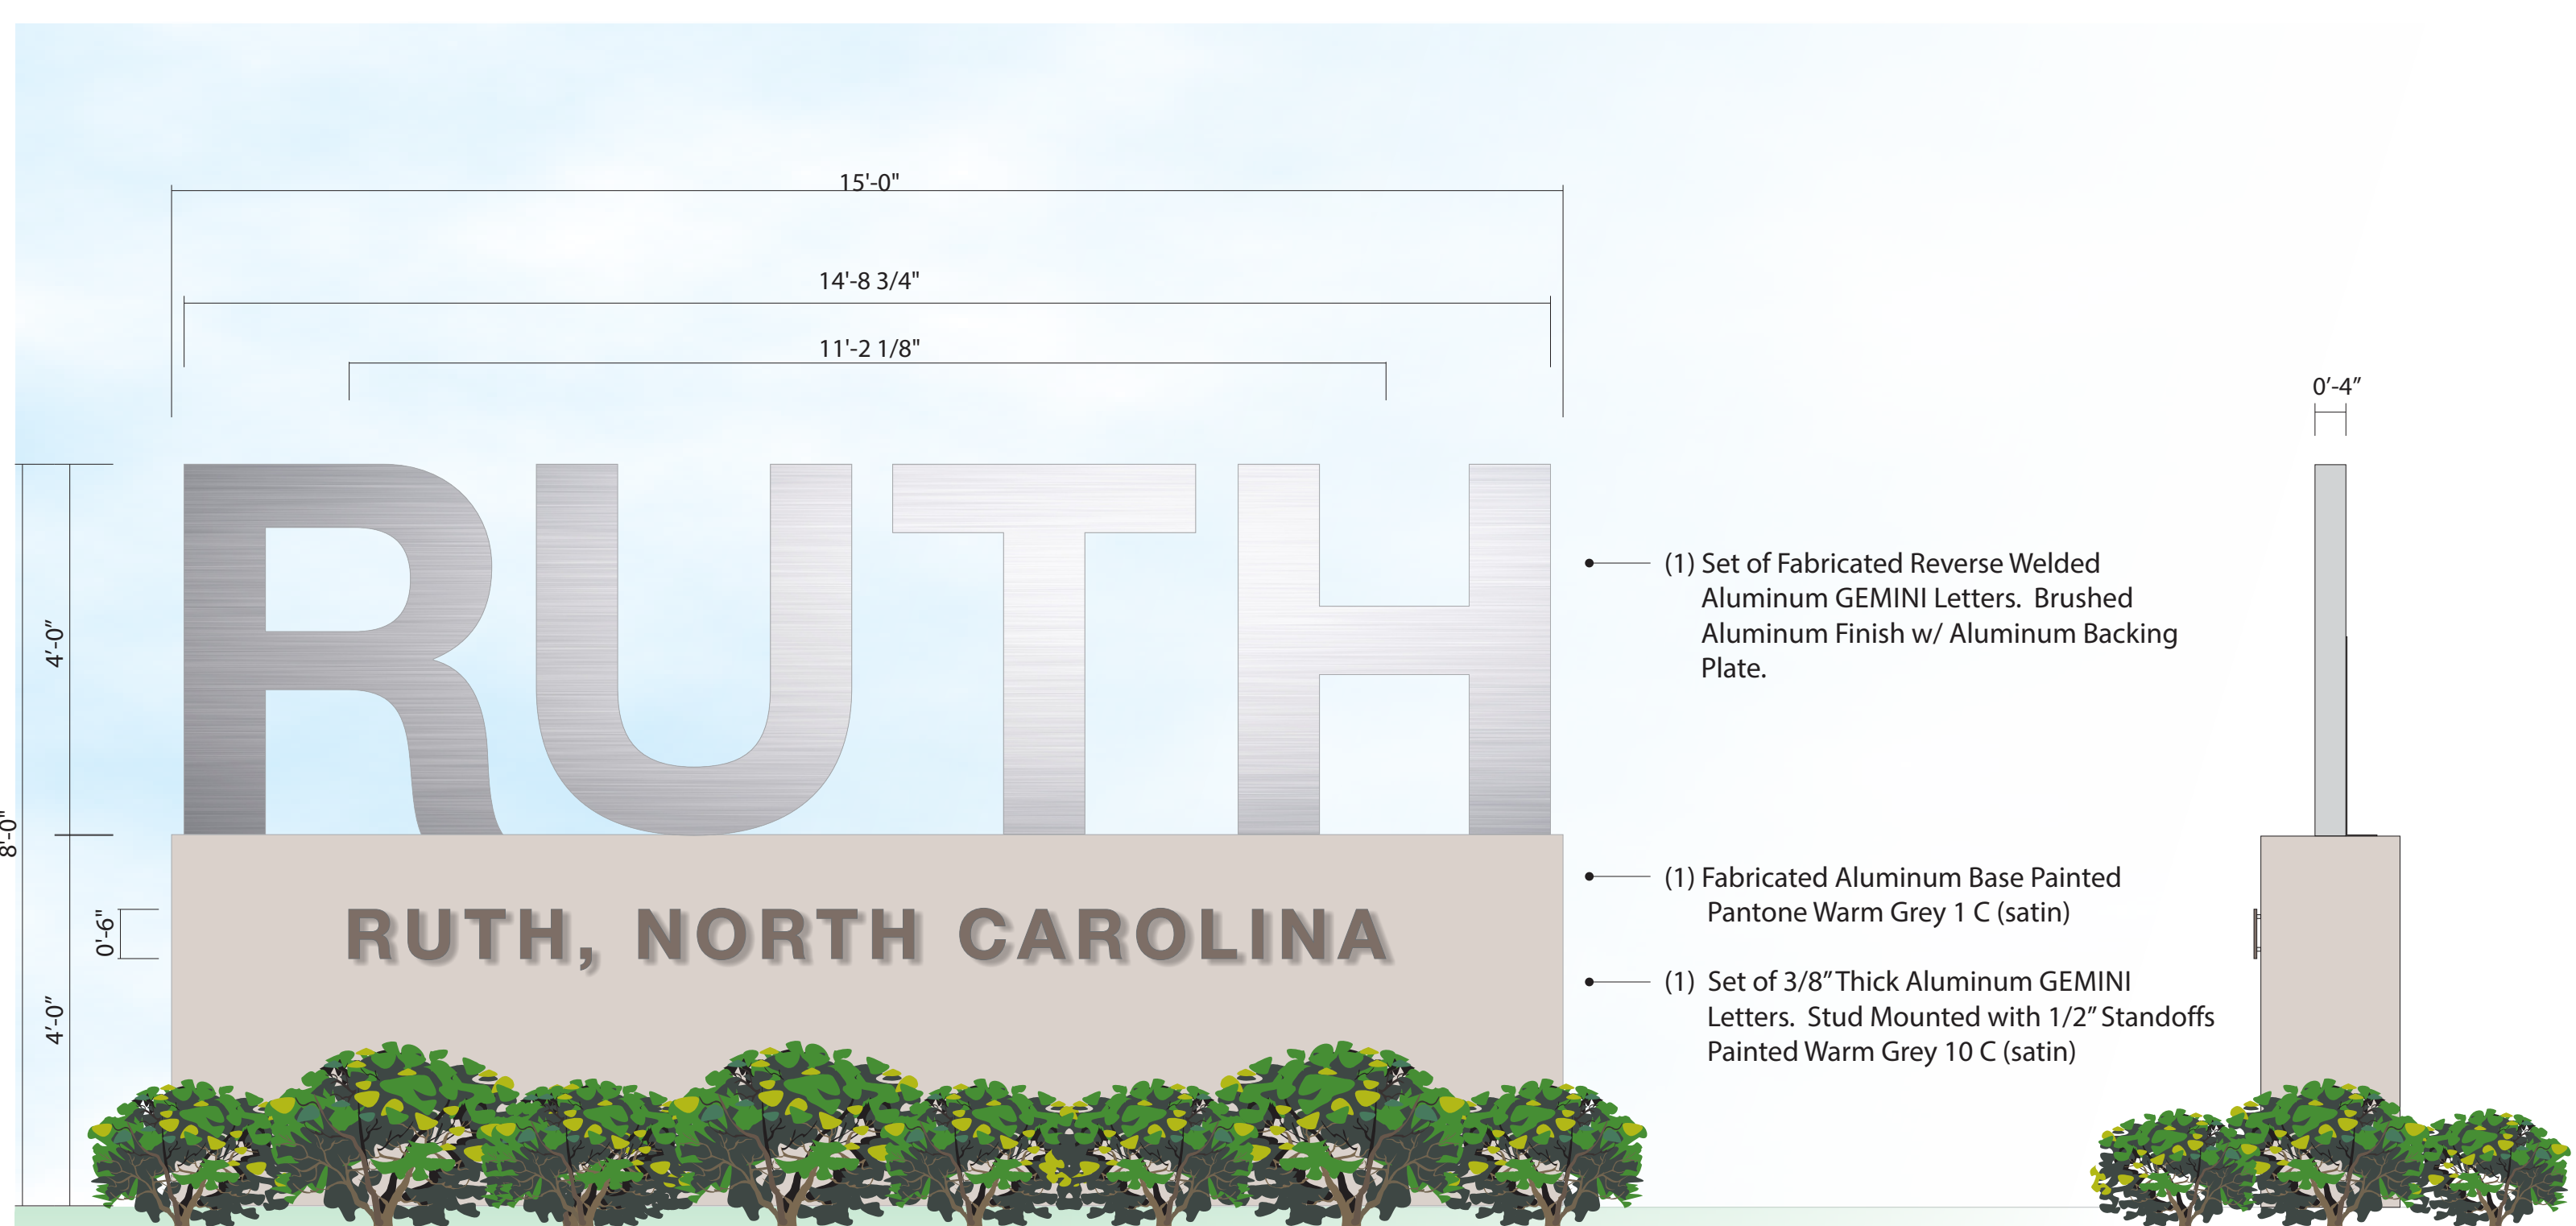 15'-0"
14'-8 3/4"
11'-2 1/8"
0’-4”
RUTH
4’-0”
8'-0"
(1) Set of Fabricated Reverse Welded
Aluminum GEMINI Letters.  Brushed
Aluminum Finish w/ Aluminum Backing
Plate.
RUTH, NORTH CAROLINA
0'-6"
4’-0”
(1) Fabricated Aluminum Base Painted
Pantone Warm Grey 1 C (satin)
(1)  Set of 3/8” Thick Aluminum GEMINI
Letters.  Stud Mounted with 1/2” Standoffs
Painted Warm Grey 10 C (satin)